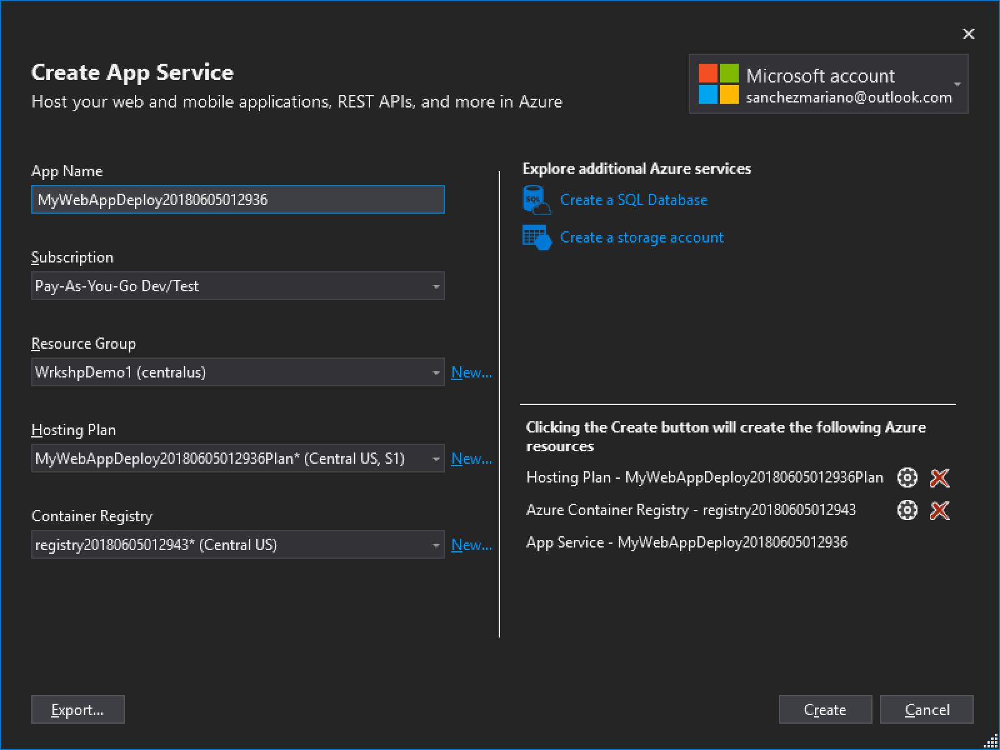 Create App Service
Host your web and mobile applications, REST APIs, and more in Azure
Microsoft account
sanchezmariano@outlook.com
App Name
MyWebAppDeploy20180605012936
Subscription
Pay-As-You-Go Dev/Test
Resource Group
WrkshpDemo1 (centralus)
New...
Hosting Plan
MyWebAppDeploy20180605012936Plan* (Central US, S1)
New...
Container Registry
registry20180605012943* (Central US)
New...
Explore additional Azure services
SQL
Create a SQL Database
Create a storage account
Clicking the Create button will create the following Azure
resources
Hosting Plan - MyWebAppDeploy20180605012936Plan
Azure Container Registry - registry20180605012943
App Service - MyWebAppDeploy20180605012936
Export...
Create
Cancel